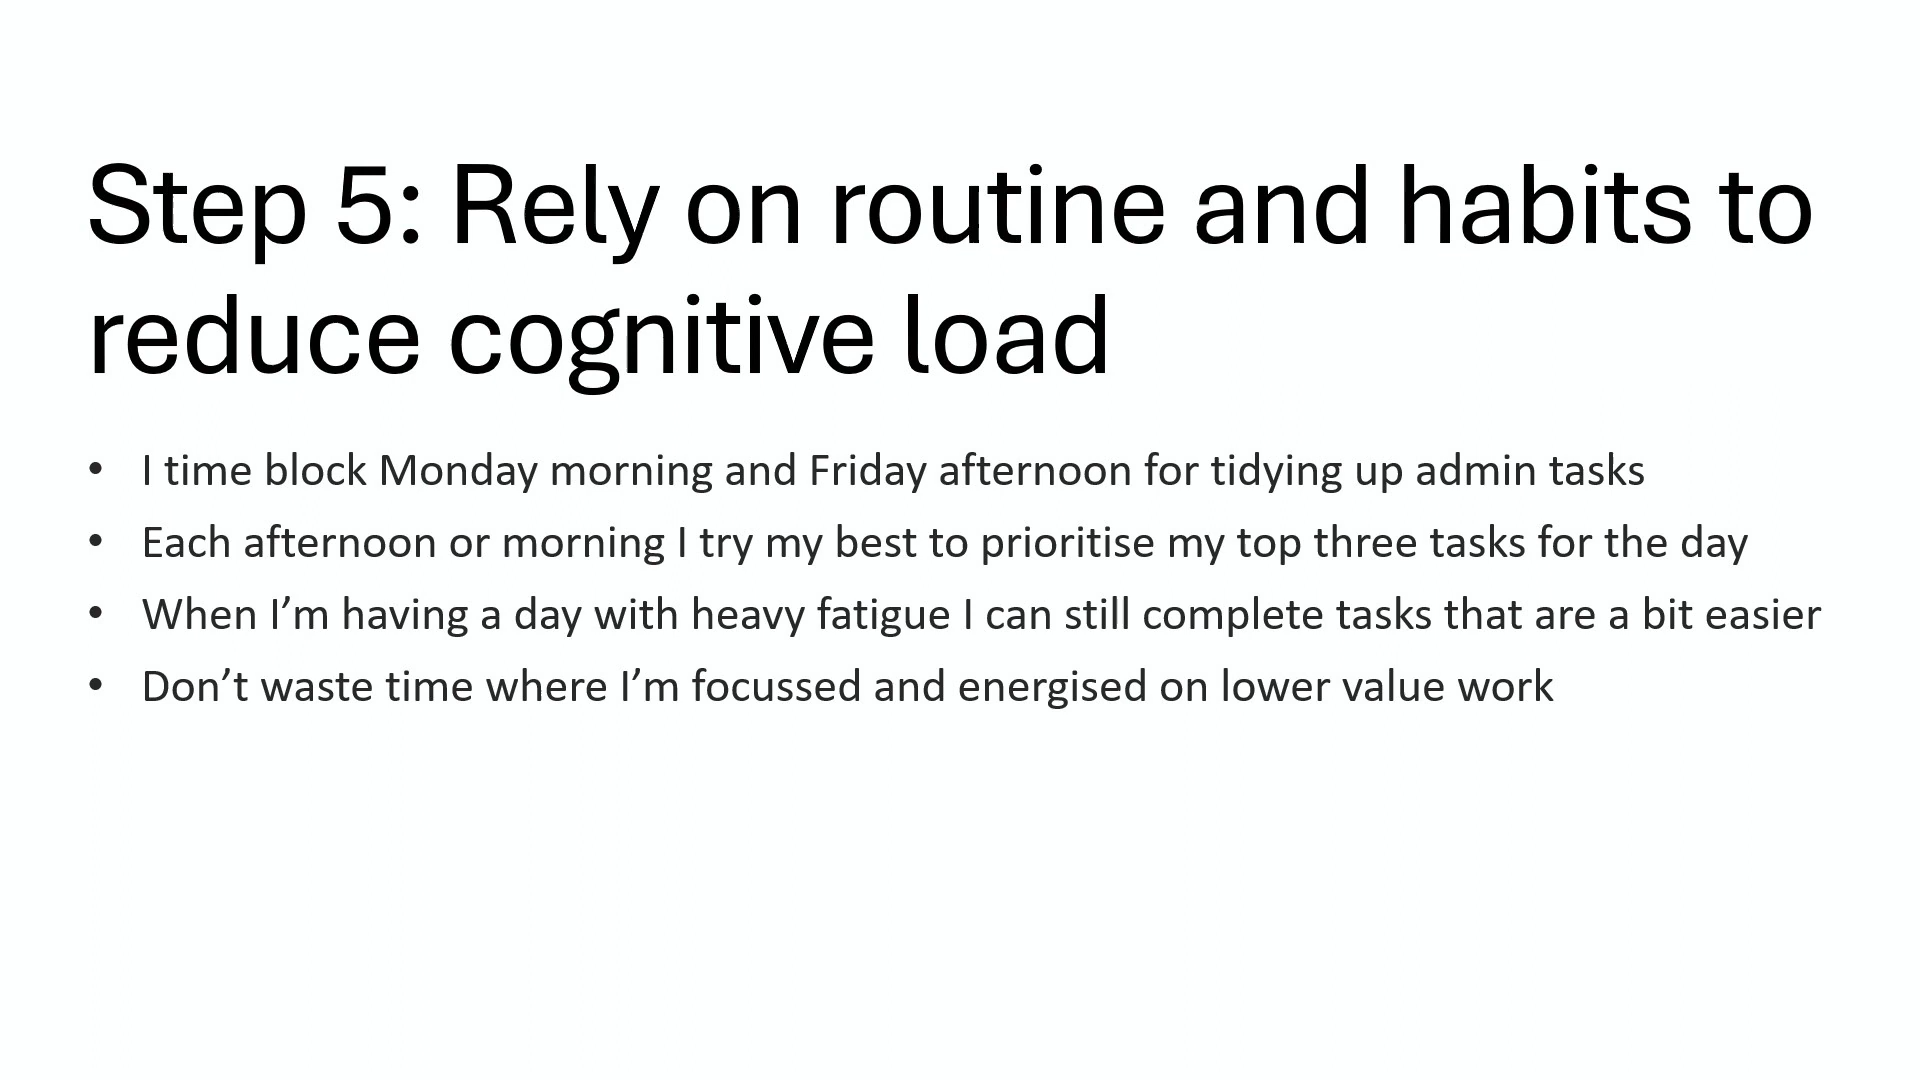 Step 5: Rely on routine and habits to
reduce cognitive load
• I time block Monday morning and Friday afternoon for tidying up admin tasks
• Each afternoon or morning I try my best to prioritise my top three tasks for the day
• When I’m having a day with heavy fatigue I can still complete tasks that are a bit easier
• Don’t waste time where I’m focussed and energised on lower value work